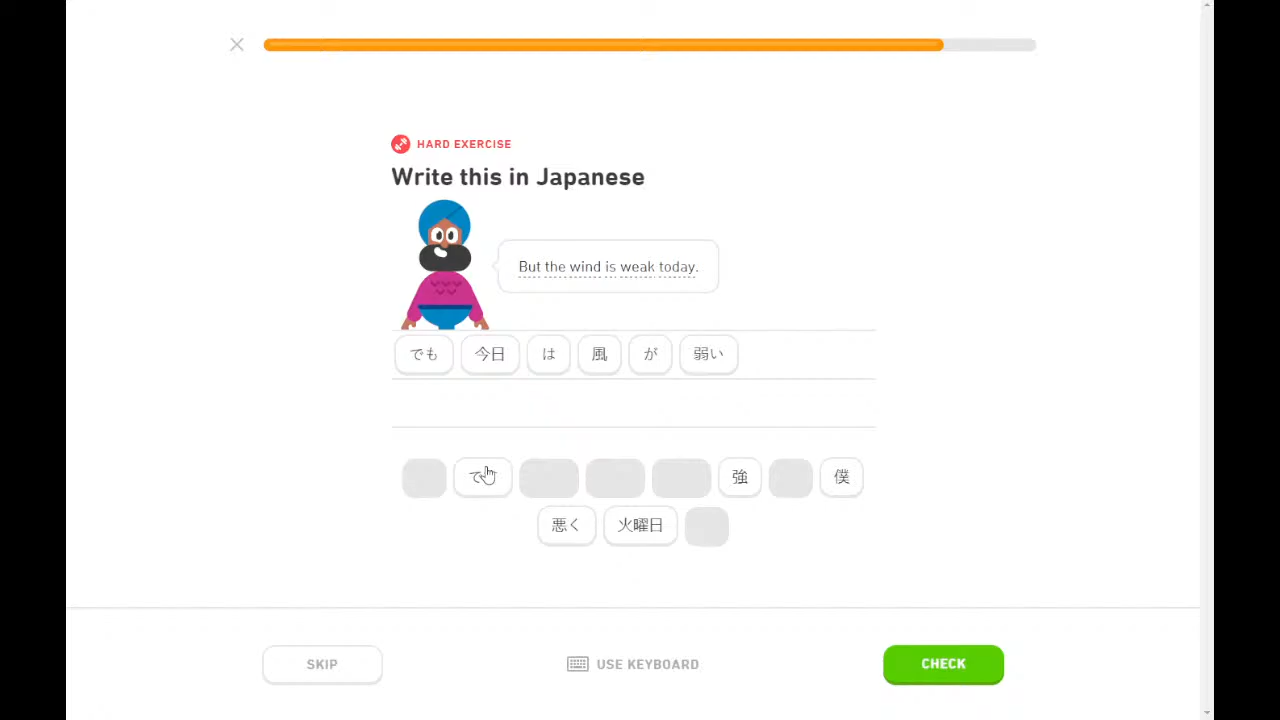 HARD EXERCISE
Write this in Japanese
But the wind is weak today.
でも 今日 は 風 が 弱い
強 僕
悪く 火曜日
SKIP USE KEYBOARD CHECK